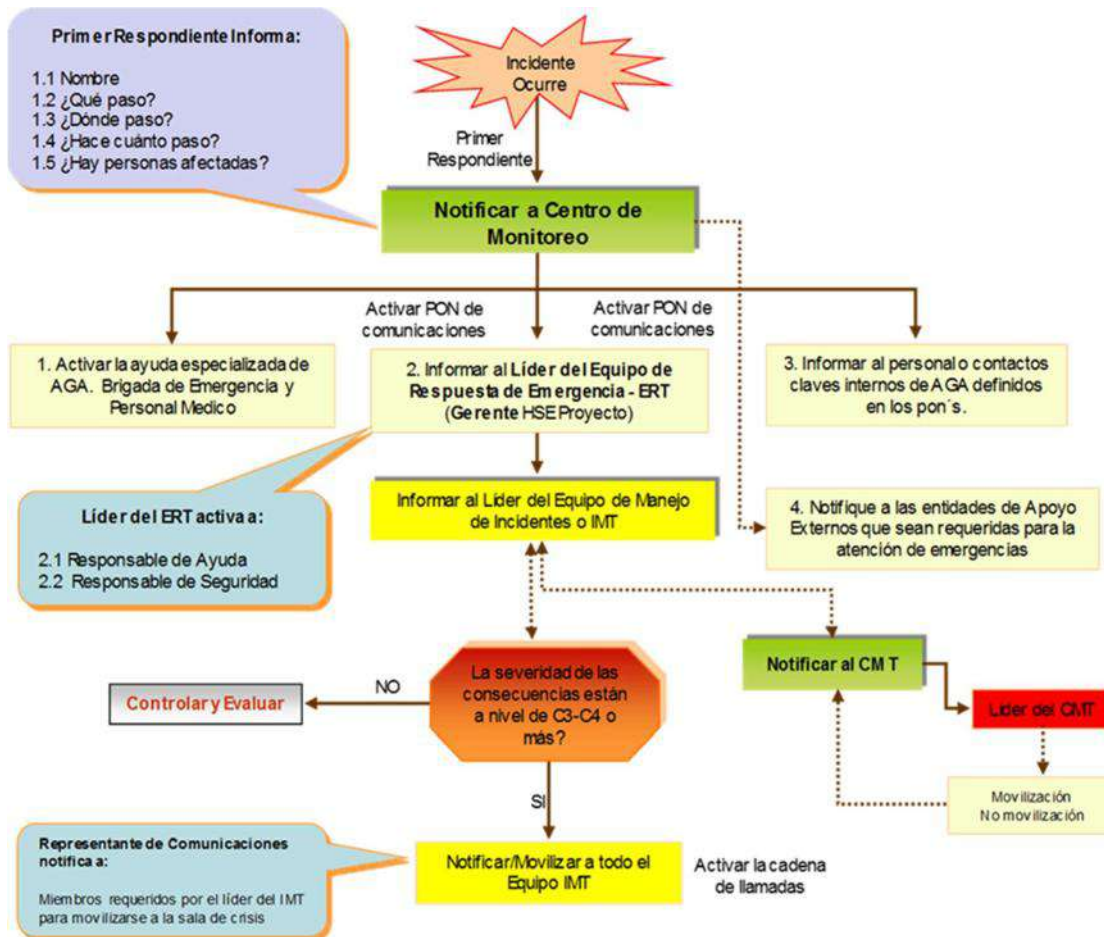 Primer Respondiente Informa:
1.1 Nombre
1.2 ¿Qué paso?
1.3 ¿Dónde paso?
1.4 ¿Hace cuánto paso?
1.5 ¿Hay personas afectadas?
Incidente
Ocurre
Primer
Respondiente
Notificar a Centro de
Monitoreo
Activar PON de
comunicaciones
Activar PON de
comunicaciones
1. Activar la ayuda especializada de
AGA. Brigada de Emergencia y
Personal Medico
2. Informar al Líder del Equipo de
Respuesta de Emergencia - ERT
(Gerente HSE Proyecto)
3. Informar al personal o contactos
claves internos de AGA definidos
en los pon´s.
Líder del ERT activa a:
2.1 Responsable de Ayuda
2.2 Responsable de Seguridad
Informar al Líder del Equipo de Manejo
de Incidentes o IMT
4. Notifique a las entidades de Apoyo
Externos que sean requeridas para la
atención de emergencias
La severidad de las
consecuencias están
a nivel de C3-C4 o
más?
NO
Controlar y Evaluar
Notificar al CMT
Líder del CMT
Movilización
No movilización
SI
Representante de Comunicaciones
notifica a:
Miembros requeridos por el líder del IMT
para movilizarse a la sala de crisis
Notificar/Movilizar a todo el
Equipo IMT
Activar la cadena
de llamadas